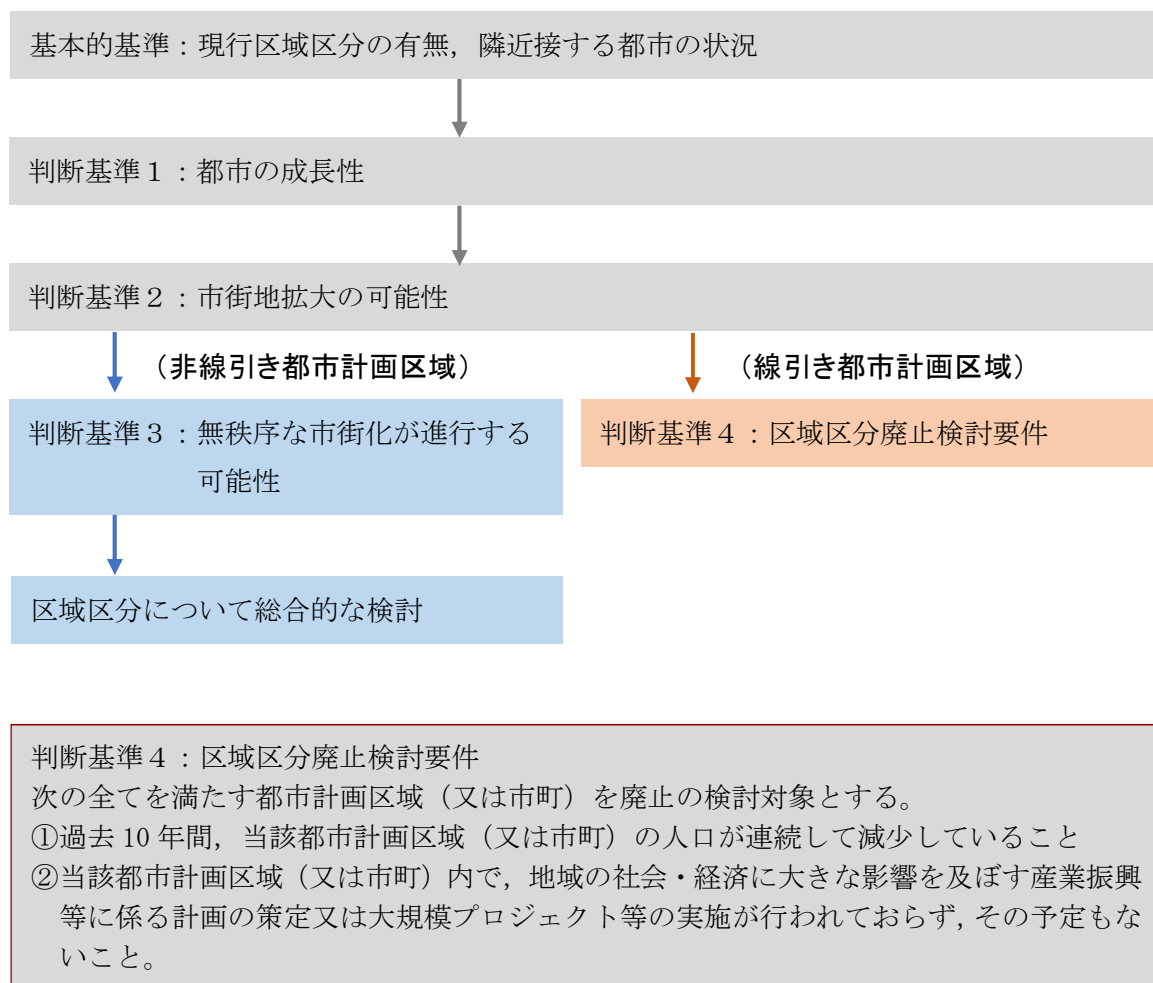 基本的基準：現行区域区分の有無，隣近接する都市の状況
判断基準１：都市の成長性
判断基準２：市街地拡大の可能性
（非線引き都市計画区域）
（線引き都市計画区域）
判断基準３：無秩序な市街化が進行する
可能性
判断基準４：区域区分廃止検討要件
区域区分について総合的な検討
判断基準４：区域区分廃止検討要件
次の全てを満たす都市計画区域（又は市町）を廃止の検討対象とする。
①過去 10 年間，当該都市計画区域（又は市町）の人口が連続して減少していること
②当該都市計画区域（又は市町）内で，地域の社会・経済に大きな影響を及ぼす産業振興
等に係る計画の策定又は大規模プロジェクト等の実施が行われておらず，その予定もな
いこと。